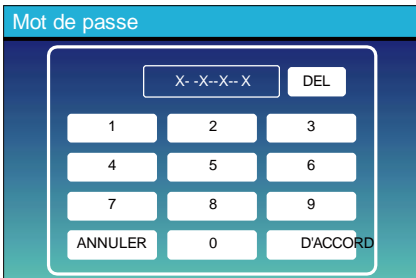 Mot de passe
X- -X--X-- X DEL
1 2 3
4 5 6
7 8 9
ANNULER 0 D'ACCORD